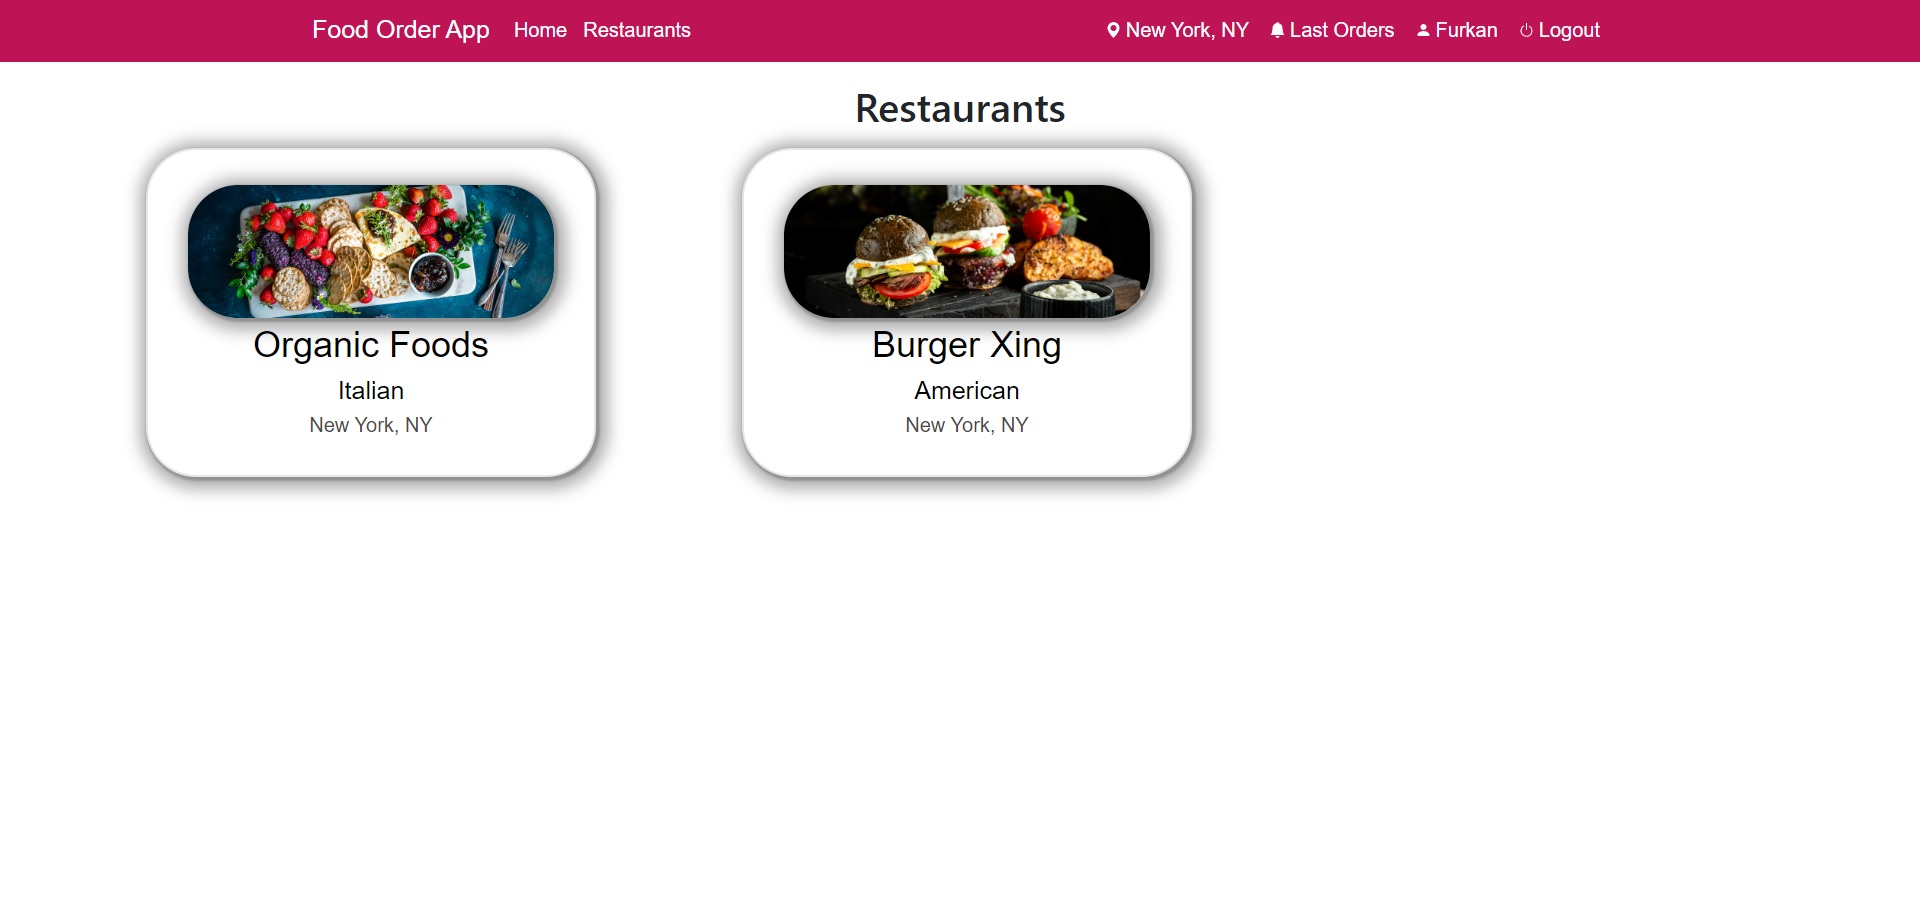 Food Order App Home Restaurants New York, NY Last Orders Furkan Logout
Restaurants
Organic Foods
Italian
New York, NY
Burger Xing
American
New York, NY